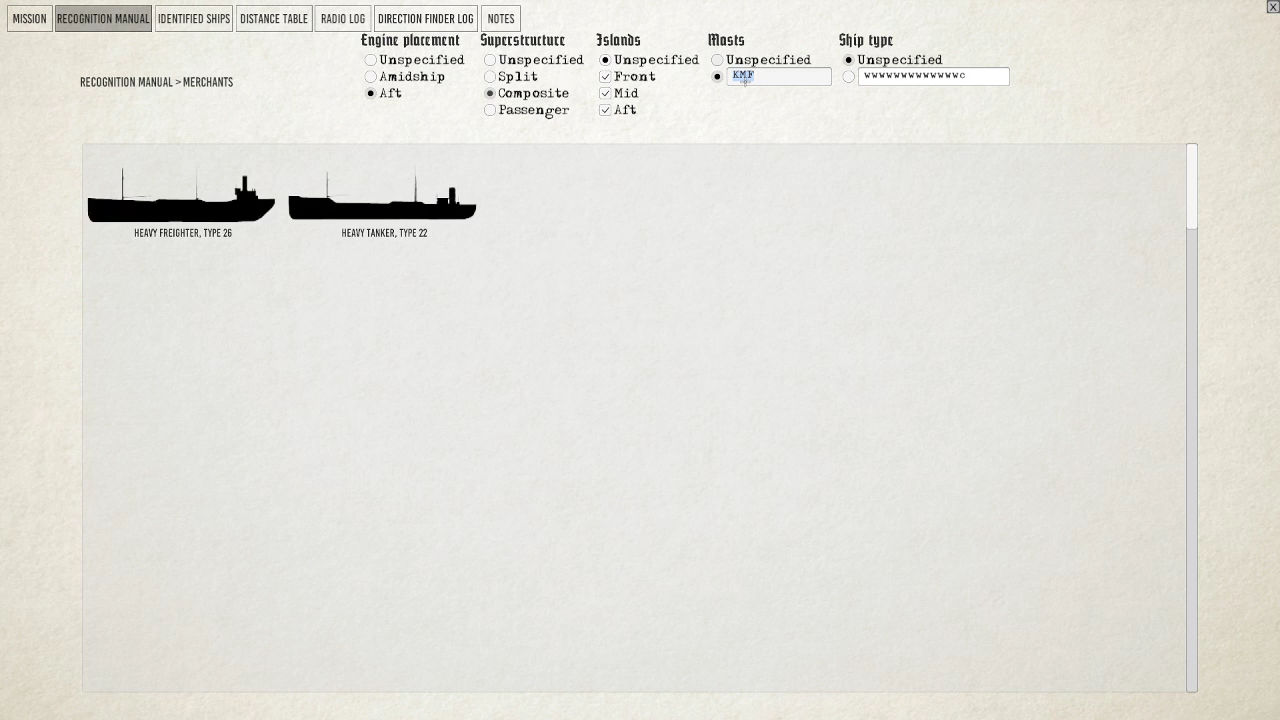 MISSION
RECOGNITION MANUAL
IDENTIFIED SHIPS
DISTANCE TABLE
RADIO LOG
DIRECTION FINDER LOG
NOTES
X
RECOGNITION MANUAL > MERCHANTS
Engine placement
Unspecified
Amidship
Aft
Superstructure
Unspecified
Split
Composite
Passenger
Islands
Unspecified
Front
Mid
Aft
Masts
Unspecified
KMF
Ship type
Unspecified
wwwwwwwwwwwwwc
HEAVY FREIGHTER, TYPE 26
HEAVY TANKER, TYPE 22